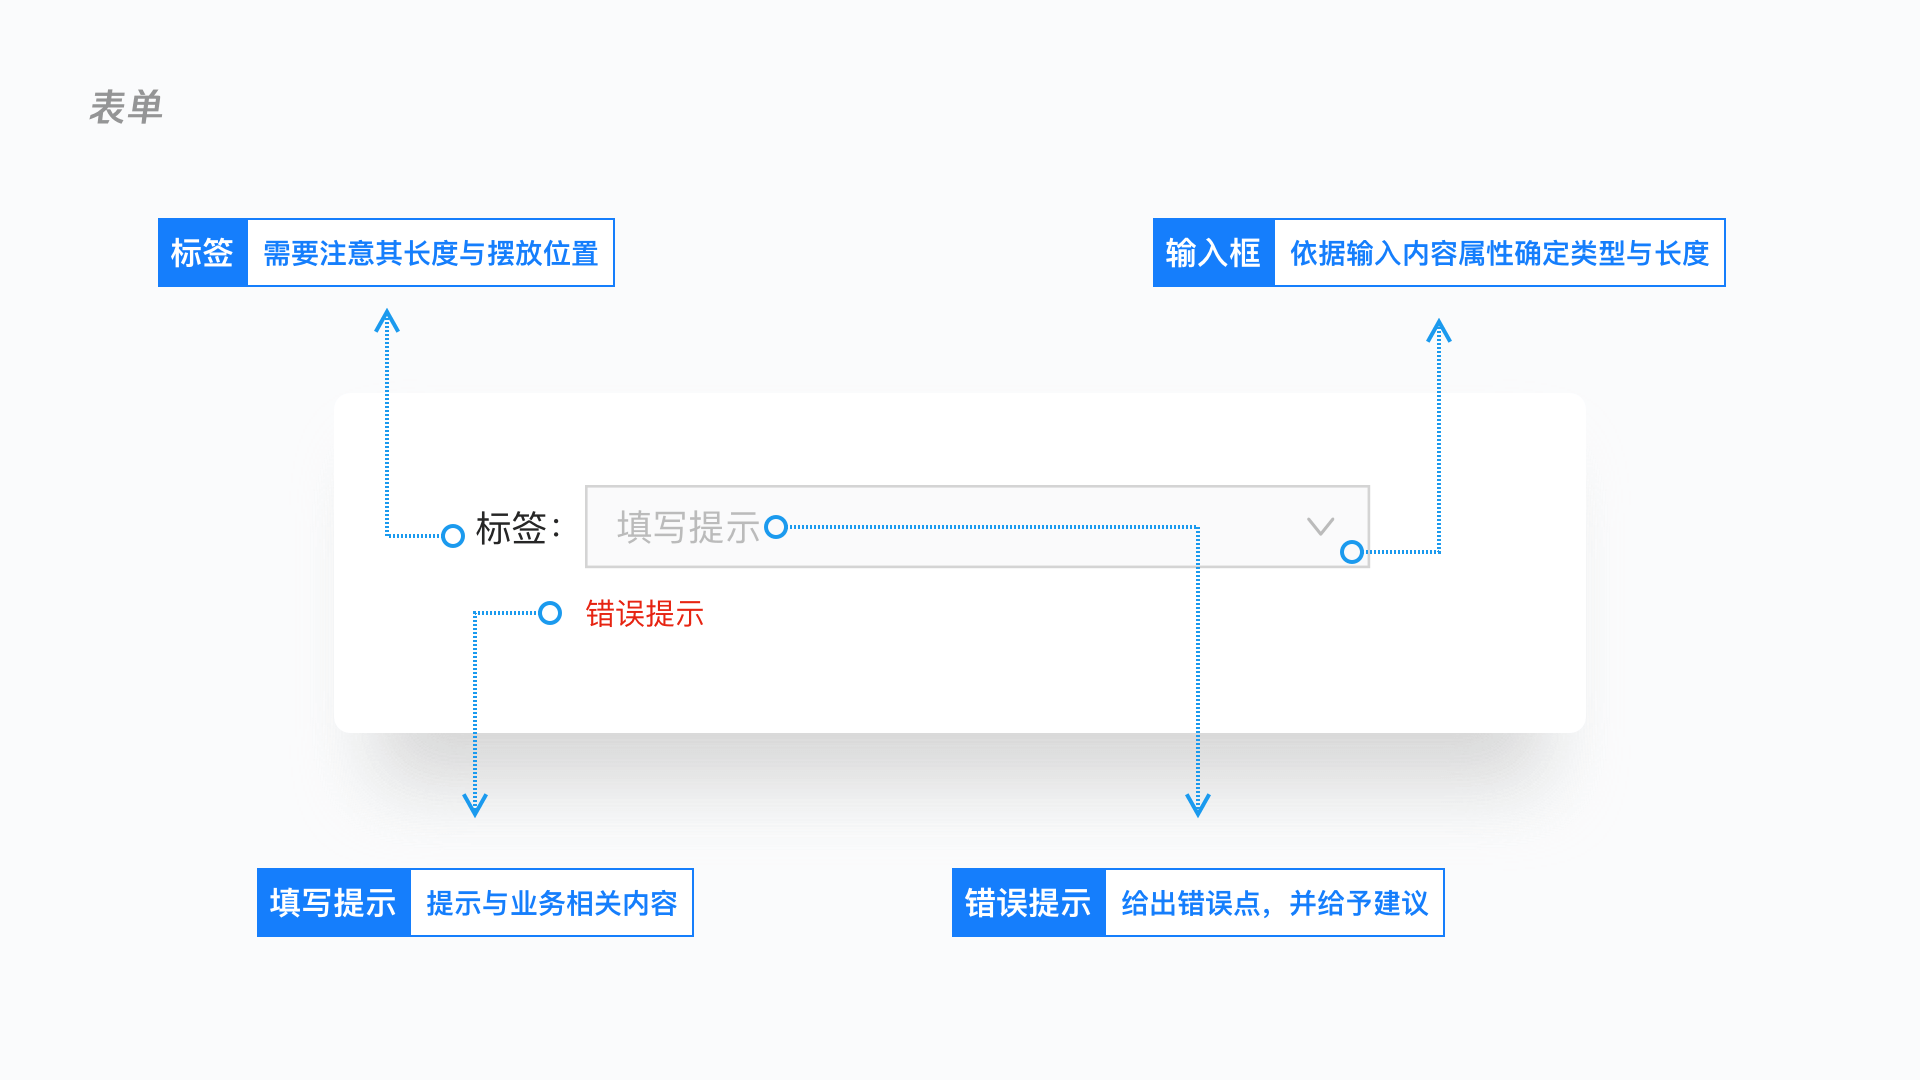 表单
标签 需要注意其长度与摆放位置
输入框 依据输入内容属性确定类型与长度
标签： 填写提示
错误提示
填写提示 提示与业务相关内容
错误提示 给出错误点，并给予建议